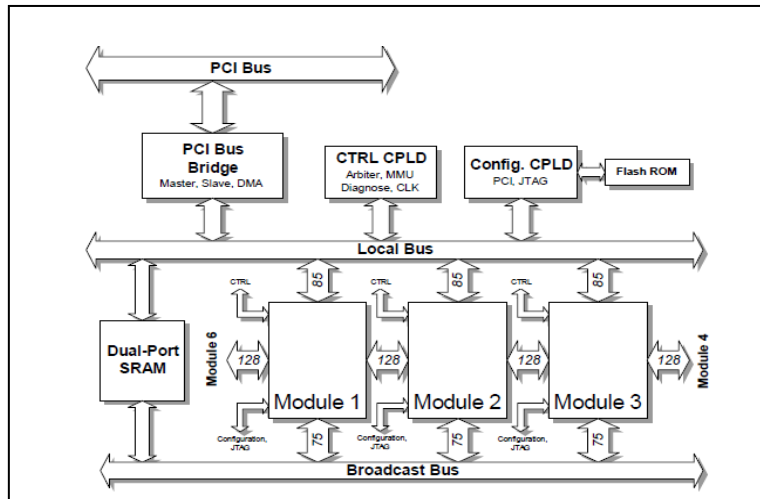 PCI Bus
PCI Bus
Bridge
Master, Slave, DMA
CTRL CPLD
Arbiter, MMU
Diagnose, CLK
Config. CPLD
PCI, JTAG
Flash ROM
Local Bus
CTRL
85
CTRL
85
CTRL
85
Dual-Port
SRAM
Module 6
128
128
128
128
Module 4
Module 1
Module 2
Module 3
Configuration,
JTAG
75
Configuration,
JTAG
75
Configuration,
JTAG
75
Broadcast Bus